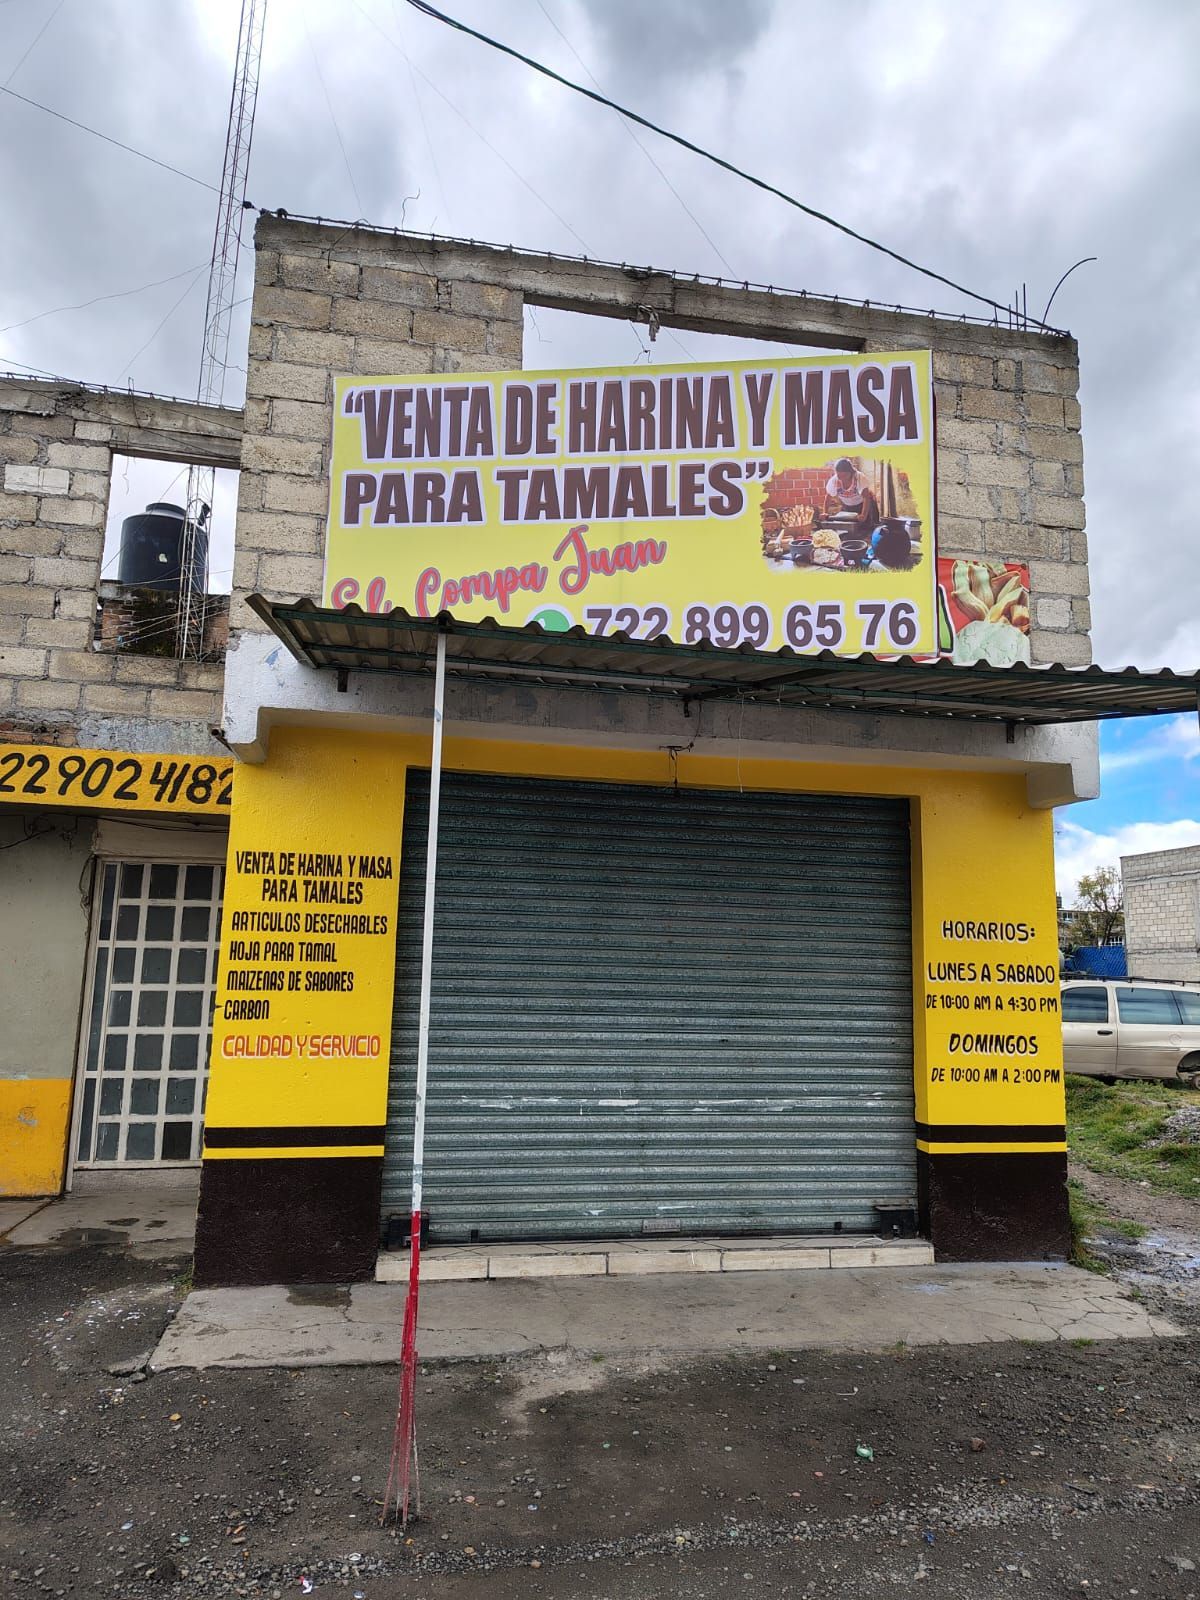 "VENTA DE HARINA Y MASA
PARA TAMALES"
El Compa Juan
722 899 65 76
22 902 4182
VENTA DE HARINA Y MASA
PARA TAMALES
ARTICULOS DESECHABLES
HOJA PARA TAMAL
MAIZENAS DE SABORES
CARBON
CALIDAD Y SERVICIO
HORARIOS:
LUNES A SABADO
DE 10:00 AM A 4:30 PM
DOMINGOS
DE 10:00 AM A 2:00 PM